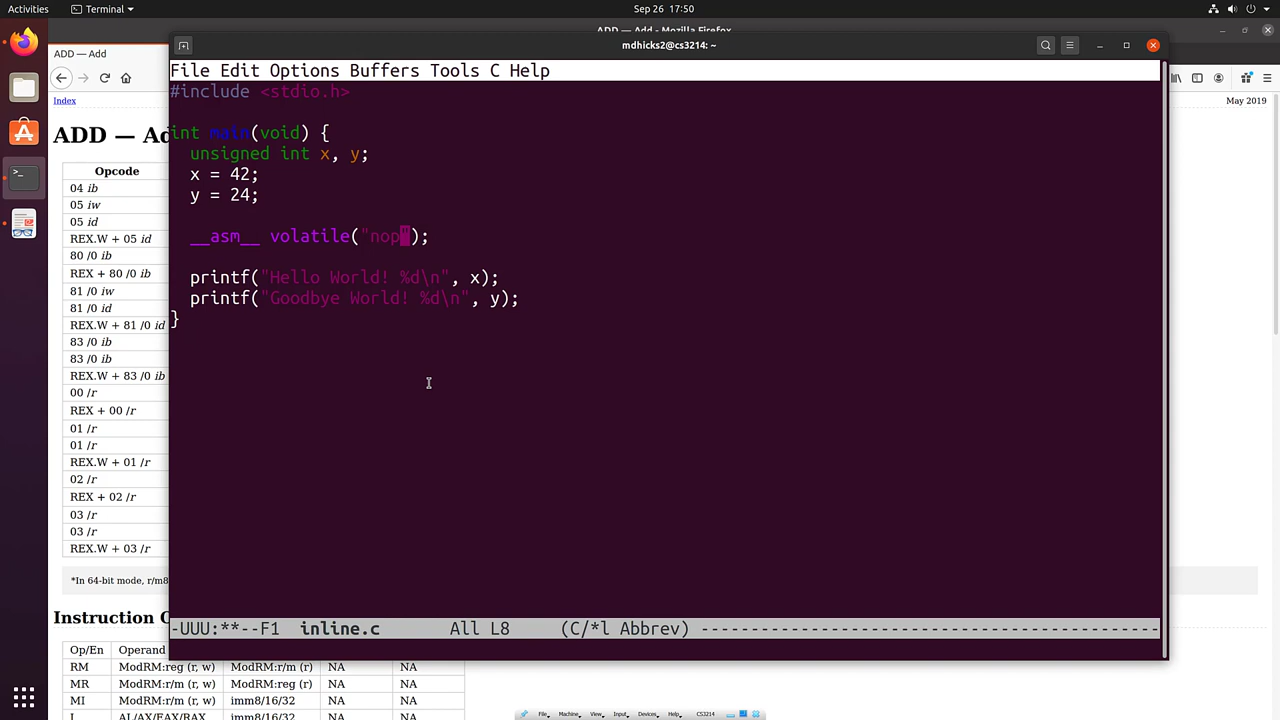 Activities
Terminal
Sep 26 17:50
ADD — Add - Mozilla Firefox
mdhicks2@cs3214: ~
ADD — Add
File Edit Options Buffers Tools C Help
#include <stdio.h>
int main(void) {
unsigned int x, y;
x = 42;
y = 24;
__asm__ volatile("nop");
printf("Hello World! %d\n", x);
printf("Goodbye World! %d\n", y);
}
-UUU:**--F1 inline.c All L8 (C/*l Abbrev) ----------------------------------------------
Index
May 2019
ADD — Ad
Opcode
04 ib
05 iw
05 id
REX.W + 05 id
80 /0 ib
REX + 80 /0 ib
81 /0 iw
81 /0 id
REX.W + 81 /0 id
83 /0 ib
83 /0 ib
REX.W + 83 /0 ib
00 /r
REX + 00 /r
01 /r
01 /r
REX.W + 01 /r
02 /r
REX + 02 /r
03 /r
03 /r
REX.W + 03 /r
*In 64-bit mode, r/m8
Instruction O
Op/En Operand
RM ModRM:reg (r, w) ModRM:r/m (r) NA NA
MR ModRM:r/m (r, w) ModRM:reg (r) NA NA
MI ModRM:r/m (r, w) imm8/16/32 NA NA
I AL/AX/EAX/RAX imm8/16/32 NA NA
File Machine View Input Devices Help CS3214